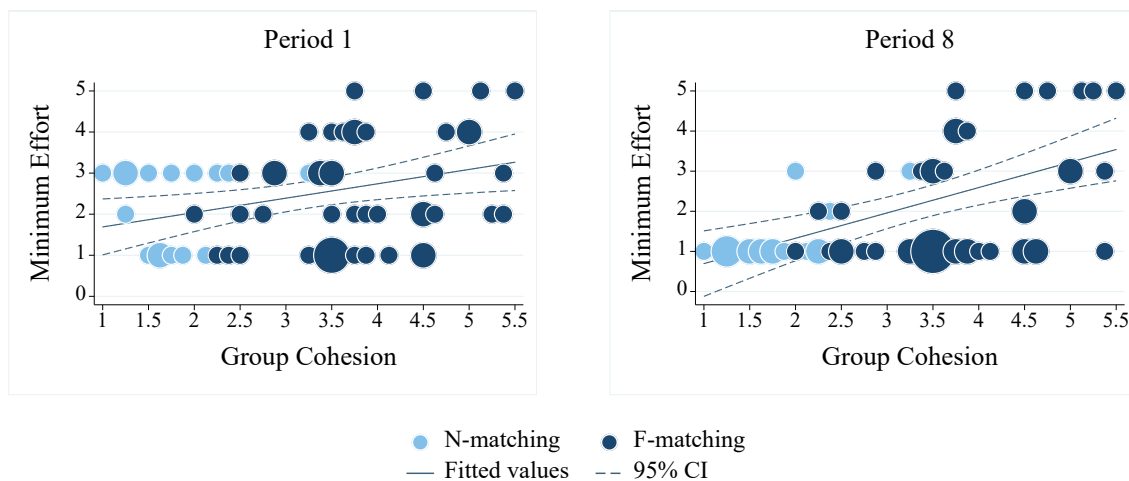 Period 1
Minimum Effort
5
4
3
2
1
0
1 1.5 2 2.5 3 3.5 4 4.5 5 5.5
Group Cohesion
Period 8
Minimum Effort
5
4
3
2
1
0
1 1.5 2 2.5 3 3.5 4 4.5 5 5.5
Group Cohesion
N-matching F-matching
Fitted values 95% CI